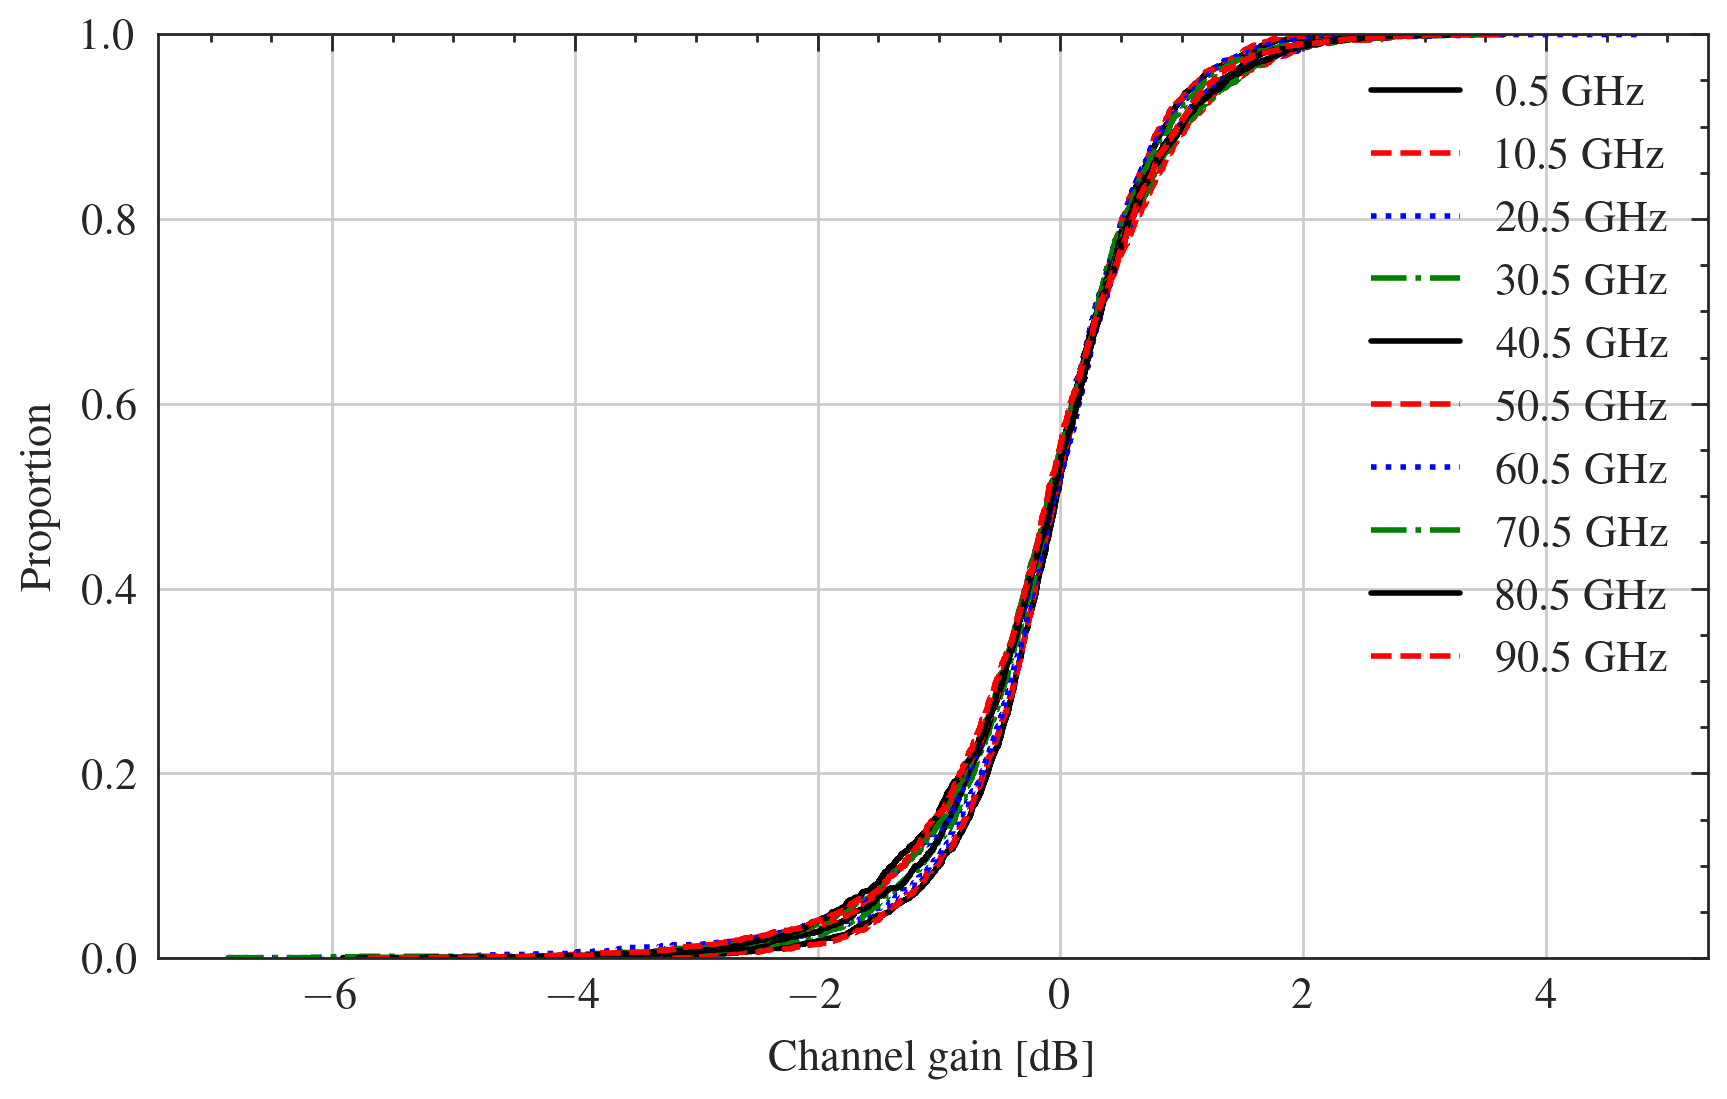 1.0
0.8
0.6
0.4
0.2
0.0
Proportion
−6
−4
−2
0
2
4
Channel gain [dB]
0.5 GHz
10.5 GHz
20.5 GHz
30.5 GHz
40.5 GHz
50.5 GHz
60.5 GHz
70.5 GHz
80.5 GHz
90.5 GHz